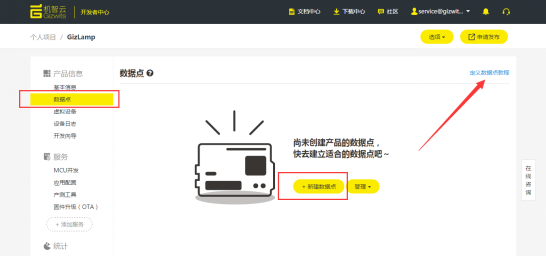 机智云
Gizwits
开发者中心
文档中心
下载中心
社区
service@gizwit...
个人项目 / GizLamp
选项
申请发布
产品信息
基本信息
数据点
虚拟设备
设备日志
开发向导
服务
MCU开发
应用配置
产测工具
固件升级（OTA）
+ 添加服务
统计
数据点
定义数据点教程
尚未创建产品的数据点，
快去建立适合的数据点吧～
+ 新建数据点
管理
在线咨询